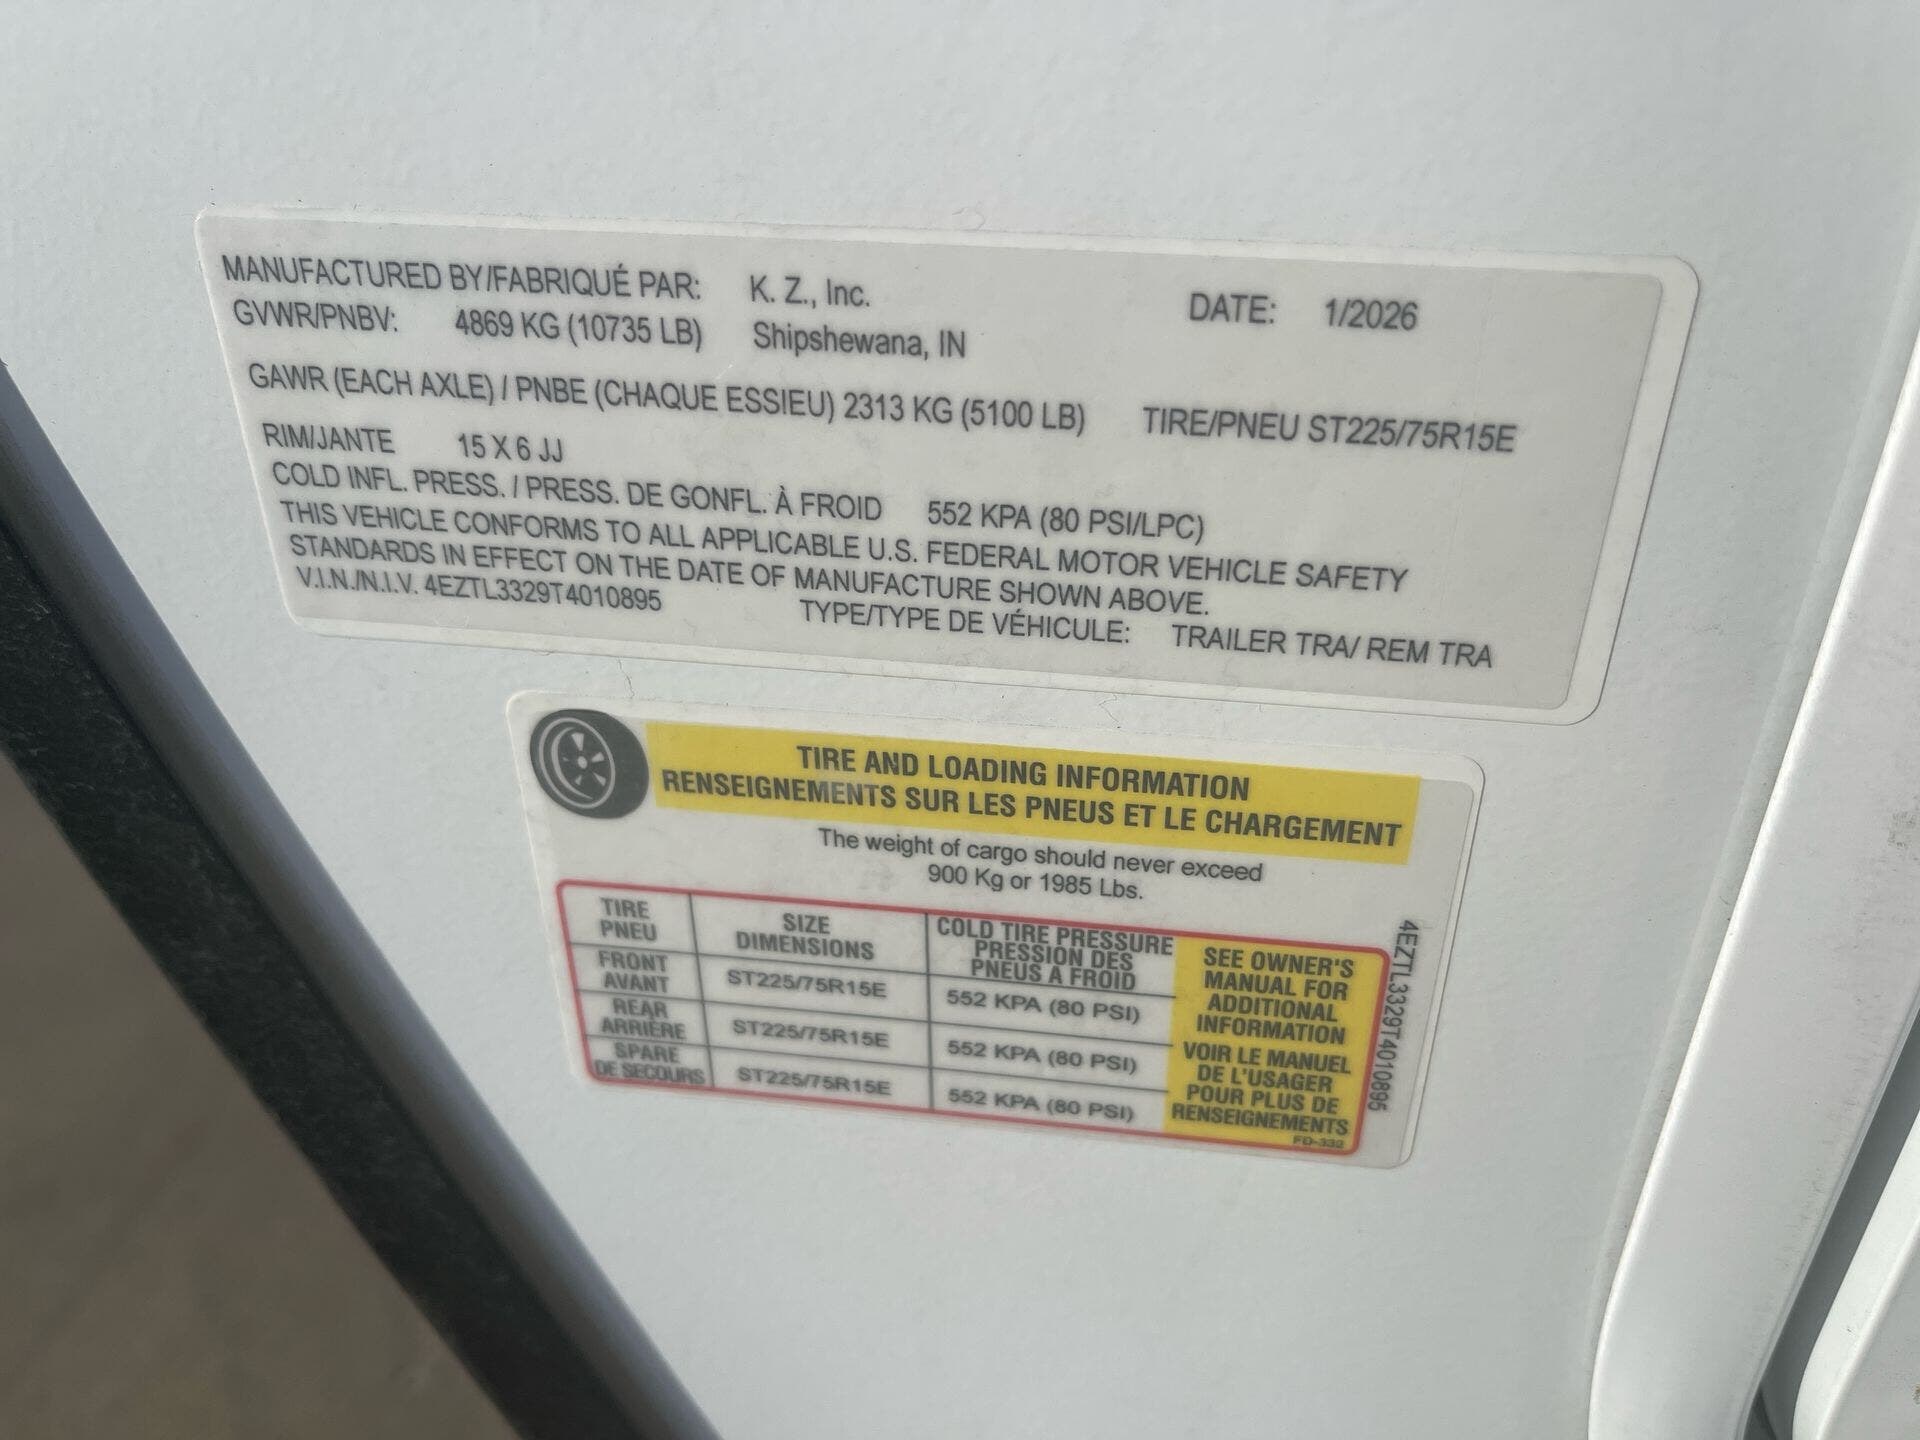 MANUFACTURED BY/FABRIQUÉ PAR: K. Z., Inc. DATE: 1/2026
GVWR/PNBV: 4869 KG (10735 LB) Shipshewana, IN
GAWR (EACH AXLE) / PNBE (CHAQUE ESSIEU) 2313 KG (5100 LB) TIRE/PNEU ST225/75R15E
RIM/JANTE 15 X 6 JJ
COLD INFL. PRESS. / PRESS. DE GONFL. À FROID 552 KPA (80 PSI/LPC)
THIS VEHICLE CONFORMS TO ALL APPLICABLE U.S. FEDERAL MOTOR VEHICLE SAFETY
STANDARDS IN EFFECT ON THE DATE OF MANUFACTURE SHOWN ABOVE.
V.I.N./N.I.V. 4EZTL3329T4010895 TYPE/TYPE DE VÉHICULE: TRAILER TRA/ REM TRA
TIRE AND LOADING INFORMATION
RENSEIGNEMENTS SUR LES PNEUS ET LE CHARGEMENT
The weight of cargo should never exceed
900 Kg or 1985 Lbs.
TIRE
PNEU
SIZE
DIMENSIONS
COLD TIRE PRESSURE
PRESSION DES
PNEUS A FROID
FRONT
AVANT
ST225/75R15E
552 KPA (80 PSI)
REAR
ARRIÈRE
ST225/75R15E
552 KPA (80 PSI)
SPARE
DE SECOURS
ST225/75R15E
552 KPA (80 PSI)
SEE OWNER'S
MANUAL FOR
ADDITIONAL
INFORMATION
VOIR LE MANUEL
DE L'USAGER
POUR PLUS DE
RENSEIGNEMENTS
FD-332
4EZTL3329T4010895